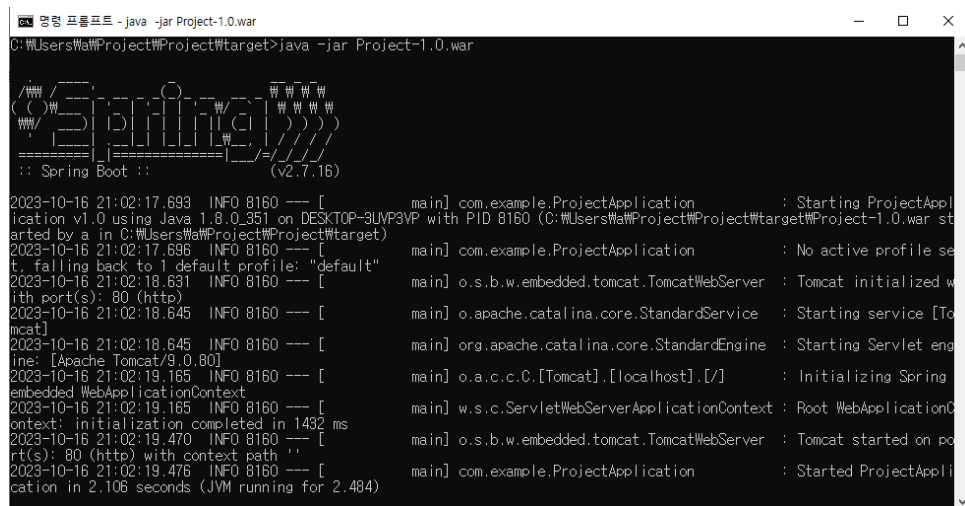 명령 프롬프트 - java  -jar Project-1.0.war
C:₩Users₩a₩Project₩Project₩target>java -jar Project-1.0.war
Spring
 :: Spring Boot ::                (v2.7.16)
2023-10-16 21:02:17.693  INFO 8160 --- [           main] com.example.ProjectApplication           : Starting ProjectAppl
ication v1.0 using Java 1.8.0_351 on DESKTOP-3UVP3VP with PID 8160 (C:₩Users₩a₩Project₩Project₩target₩Project-1.0.war st
arted by a in C:₩Users₩a₩Project₩Project₩target)
2023-10-16 21:02:17.696  INFO 8160 --- [           main] com.example.ProjectApplication           : No active profile se
t, falling back to 1 default profile: "default"
2023-10-16 21:02:18.631  INFO 8160 --- [           main] o.s.b.w.embedded.tomcat.TomcatWebServer  : Tomcat initialized w
ith port(s): 80 (http)
2023-10-16 21:02:18.645  INFO 8160 --- [           main] o.apache.catalina.core.StandardService   : Starting service [To
mcat]
2023-10-16 21:02:18.645  INFO 8160 --- [           main] org.apache.catalina.core.StandardEngine  : Starting Servlet eng
ine: [Apache Tomcat/9.0.80]
2023-10-16 21:02:19.165  INFO 8160 --- [           main] o.a.c.c.C.[Tomcat].[localhost].[/]       : Initializing Spring
embedded WebApplicationContext
2023-10-16 21:02:19.165  INFO 8160 --- [           main] w.s.c.ServletWebServerApplicationContext : Root WebApplicationC
ontext: initialization completed in 1432 ms
2023-10-16 21:02:19.470  INFO 8160 --- [           main] o.s.b.w.embedded.tomcat.TomcatWebServer  : Tomcat started on po
rt(s): 80 (http) with context path ''
2023-10-16 21:02:19.476  INFO 8160 --- [           main] com.example.ProjectApplication           : Started ProjectAppli
cation in 2.106 seconds (JVM running for 2.484)